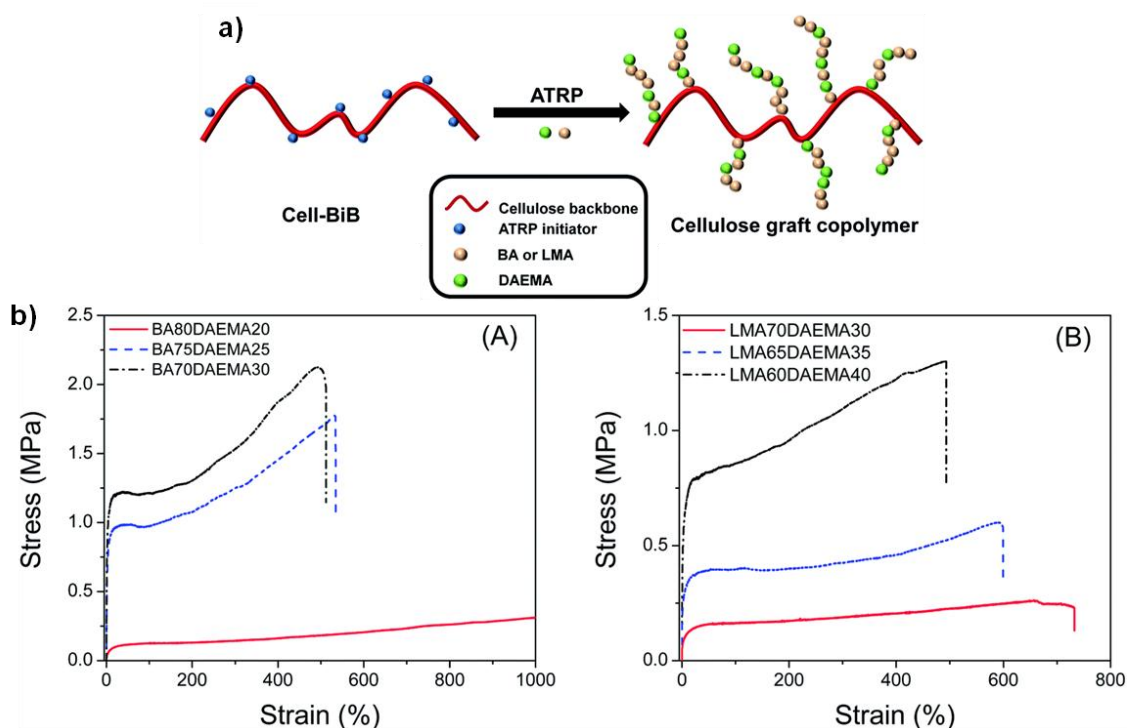 a)
ATRP
Cell-BiB
Cellulose graft copolymer
Cellulose backbone
ATRP initiator
BA or LMA
DAEMA
b)
(A)
BA80DAEMA20
BA75DAEMA25
BA70DAEMA30
Stress (MPa)
2.5
2.0
1.5
1.0
0.5
0.0
0 200 400 600 800 1000
Strain (%)
(B)
LMA70DAEMA30
LMA65DAEMA35
LMA60DAEMA40
Stress (MPa)
1.5
1.0
0.5
0.0
0 200 400 600 800
Strain (%)